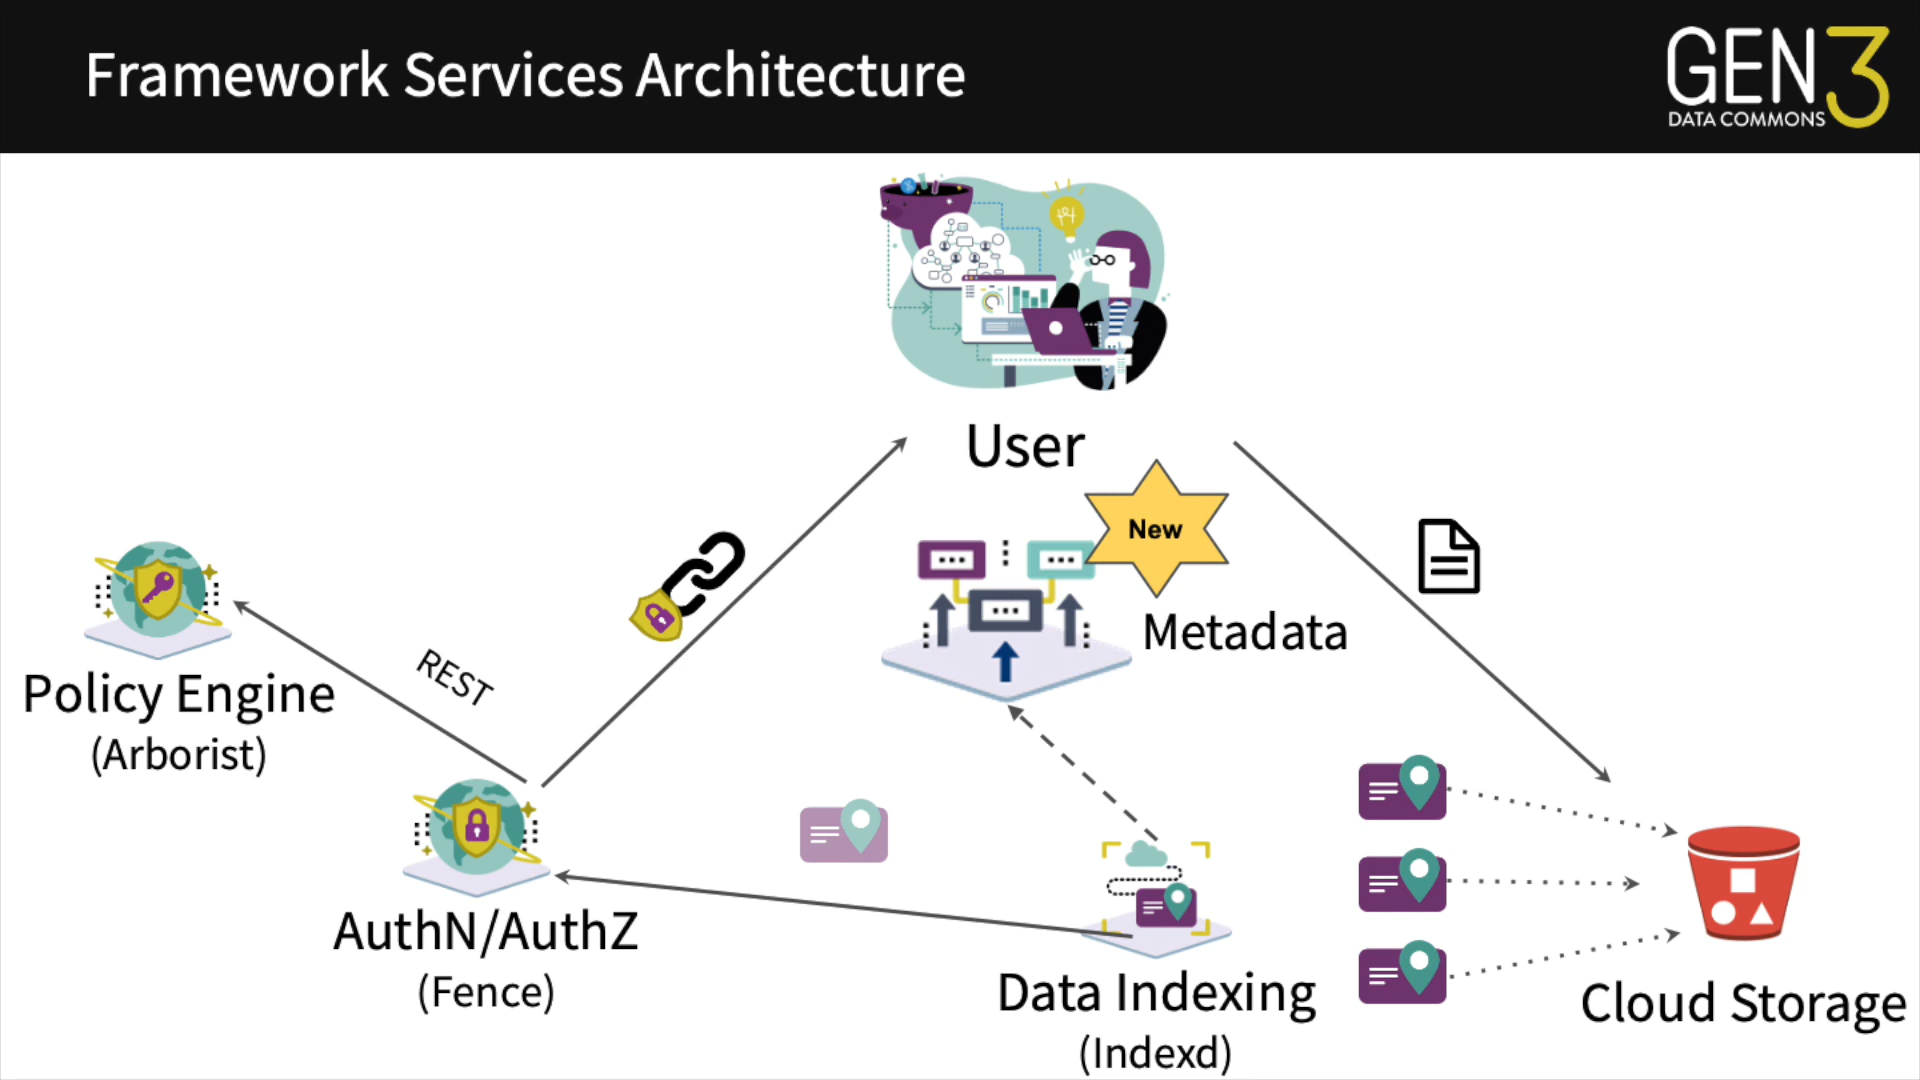 Framework Services Architecture
GEN3
DATA COMMONS
User
New
Metadata
REST
Policy Engine
(Arborist)
AuthN/AuthZ
(Fence)
Data Indexing
(Indexd)
Cloud Storage